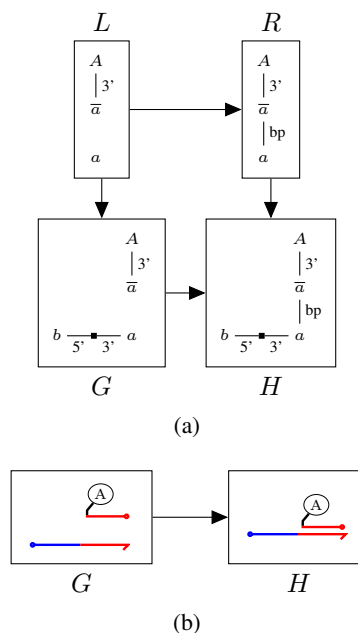 L R
A A
3' 3'
a̅ a̅
bp
a a
A A
3' 3'
a̅ a̅
bp
b a b a
5' 3' 5' 3'
G H
(a)
A A
G H
(b)